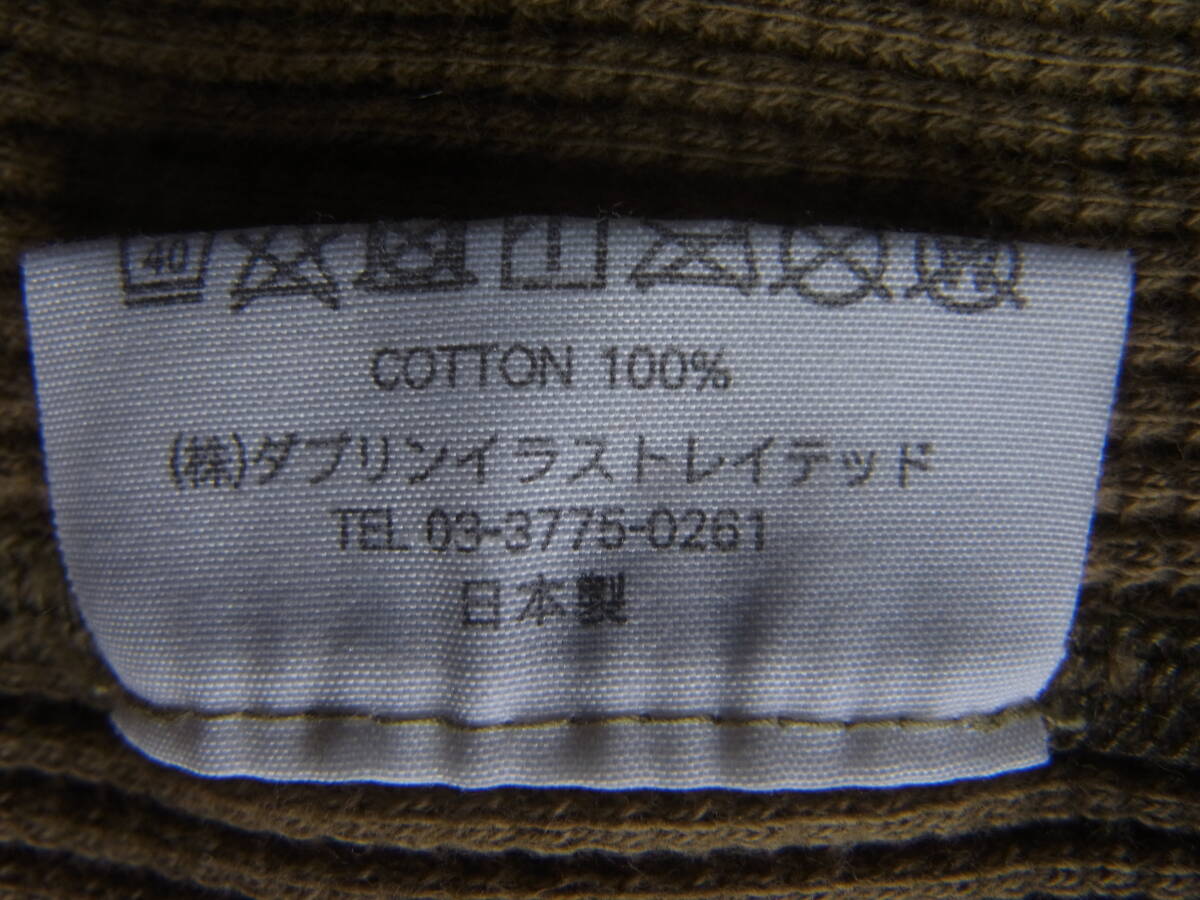 40
COTTON 100%
(株)ダブリンイラストレイテッド
TEL 03-3775-0261
日本製